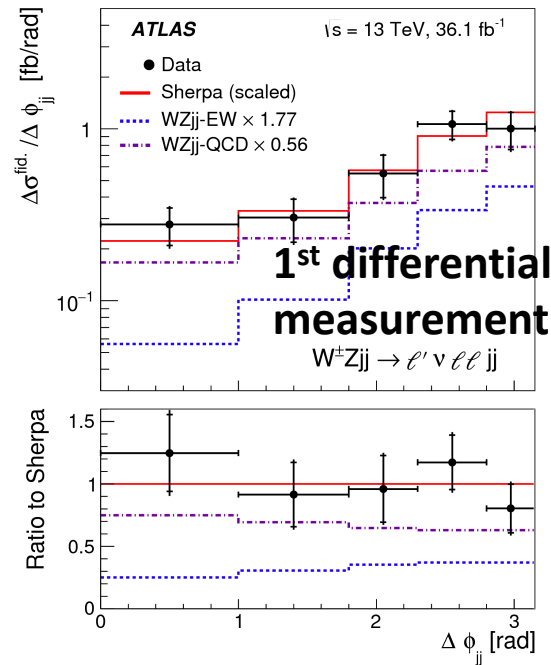 ATLAS
√s = 13 TeV, 36.1 fb⁻¹
Δσ^fid. /Δ ϕ_jj [fb/rad]
Data
Sherpa (scaled)
WZjj-EW × 1.77
WZjj-QCD × 0.56
1
10⁻¹
1st differential
measurement
W±Zjj → ℓ′ ν ℓℓ jj
Ratio to Sherpa
1.5
1
0.5
0
0 1 2 3
Δ ϕ_jj [rad]